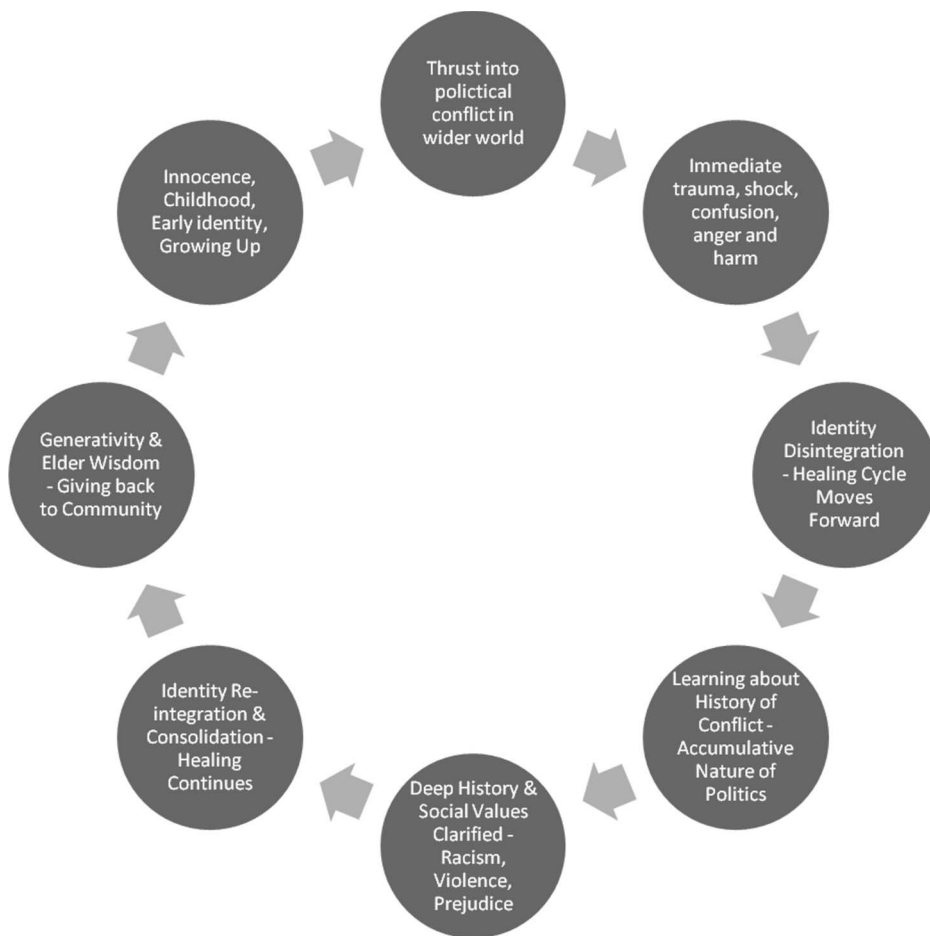 Thrust into
polictical
conflict in
wider world
Immediate
trauma, shock,
confusion,
anger and
harm
Identity
Disintegration
- Healing Cycle
Moves
Forward
Learning about
History of
Conflict -
Accumulative
Nature of
Politics
Deep History &
Social Values
Clarified -
Racism,
Violence,
Prejudice
Identity Re-
integration &
Consolidation -
Healing
Continues
Generativity &
Elder Wisdom
- Giving back
to Community
Innocence,
Childhood,
Early identity,
Growing Up